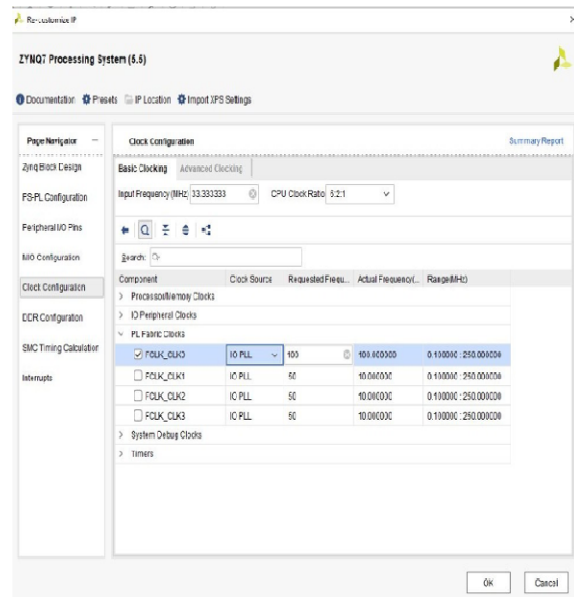 Re-customize IP
ZYNQ7 Processing System (5.5)
Documentation Presets IP Location Import XPS Settings
Page Navigator
Clock Configuration Summary Report
Zynq Block Design
Basic Clocking Advanced Clocking
Input Frequency (MHz) 33.333333 CPU Clock Ratio 6:2:1
PS-PL Configuration
Peripheral I/O Pins
MIO Configuration
Search:
Clock Configuration
Component Clock Source Requested Frequ... Actual Frequency(... Range(MHz)
Processor/Memory Clocks
DDR Configuration
IO Peripheral Clocks
PL Fabric Clocks
SMC Timing Calculation
FCLK_CLK0 IO PLL 100 100.000000 0.100000 : 250.000000
Interrupts
FCLK_CLK1 IO PLL 50 10.000000 0.100000 : 250.000000
FCLK_CLK2 IO PLL 50 10.000000 0.100000 : 250.000000
FCLK_CLK3 IO PLL 50 10.000000 0.100000 : 250.000000
System Debug Clocks
Timers
OK Cancel